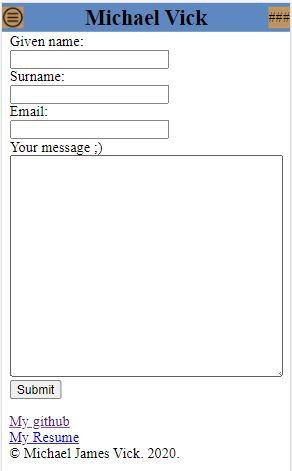 Michael Vick
###
Given name:
Surname:
Email:
Your message ;)
Submit
My github
My Resume
© Michael James Vick. 2020.